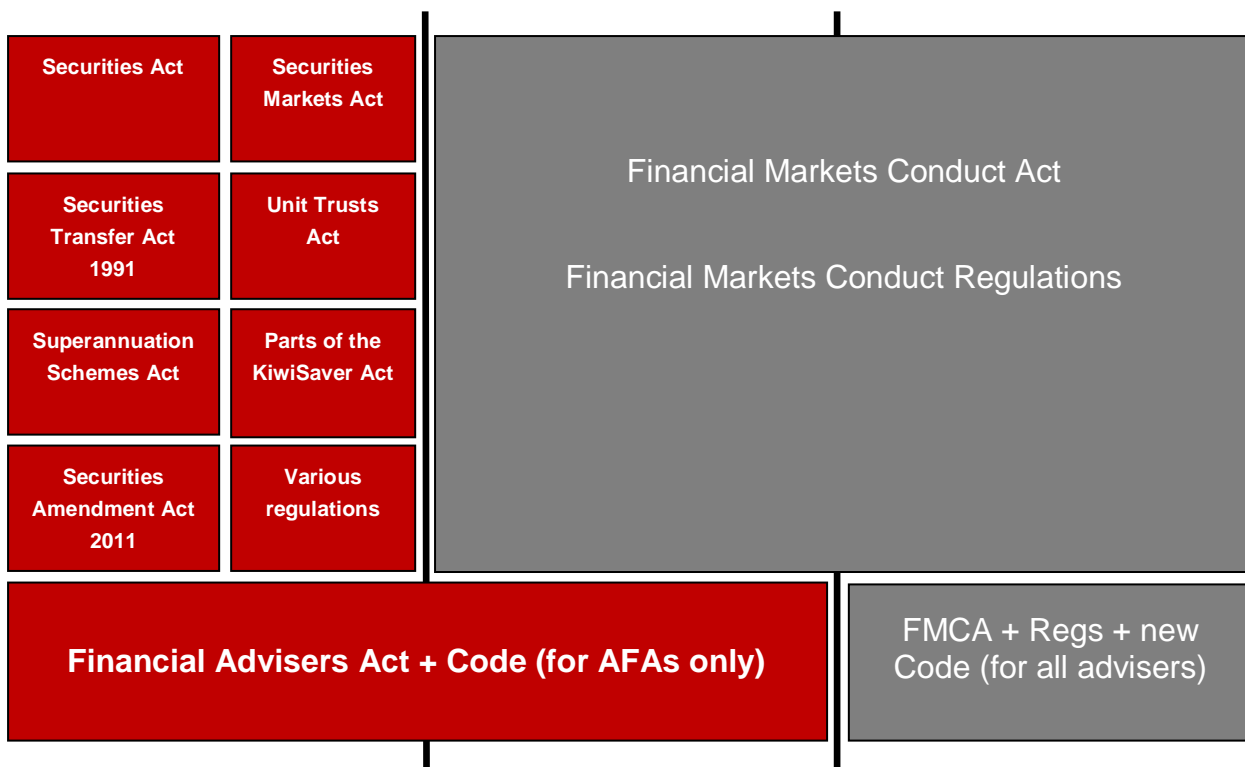 Securities Act
Securities
Markets Act
Securities
Transfer Act
1991
Unit Trusts
Act
Superannuation
Schemes Act
Parts of the
KiwiSaver Act
Securities
Amendment Act
2011
Various
regulations
Financial Markets Conduct Act
Financial Markets Conduct Regulations
Financial Advisers Act + Code (for AFAs only)
FMCA + Regs + new
Code (for all advisers)